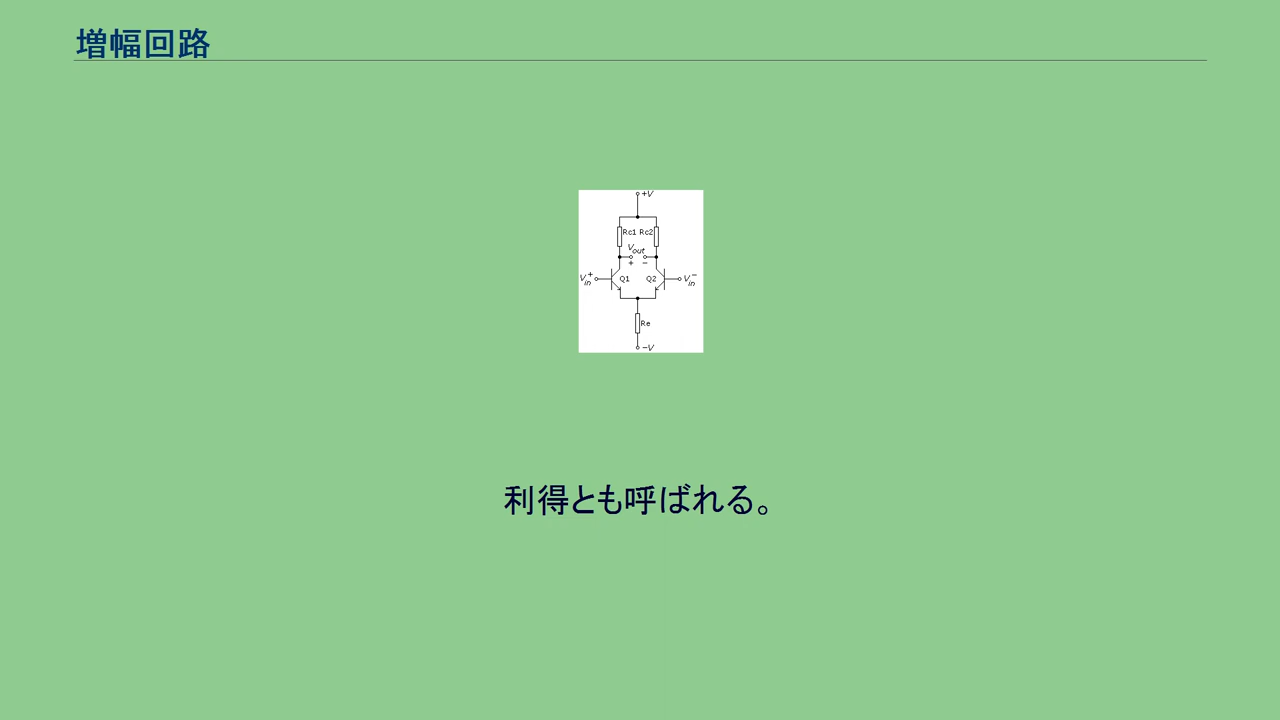 増幅回路
+V
Rc1 Rc2
Vout
+ −
Vin+ Q1 Q2 Vin−
Re
−V
利得とも呼ばれる。